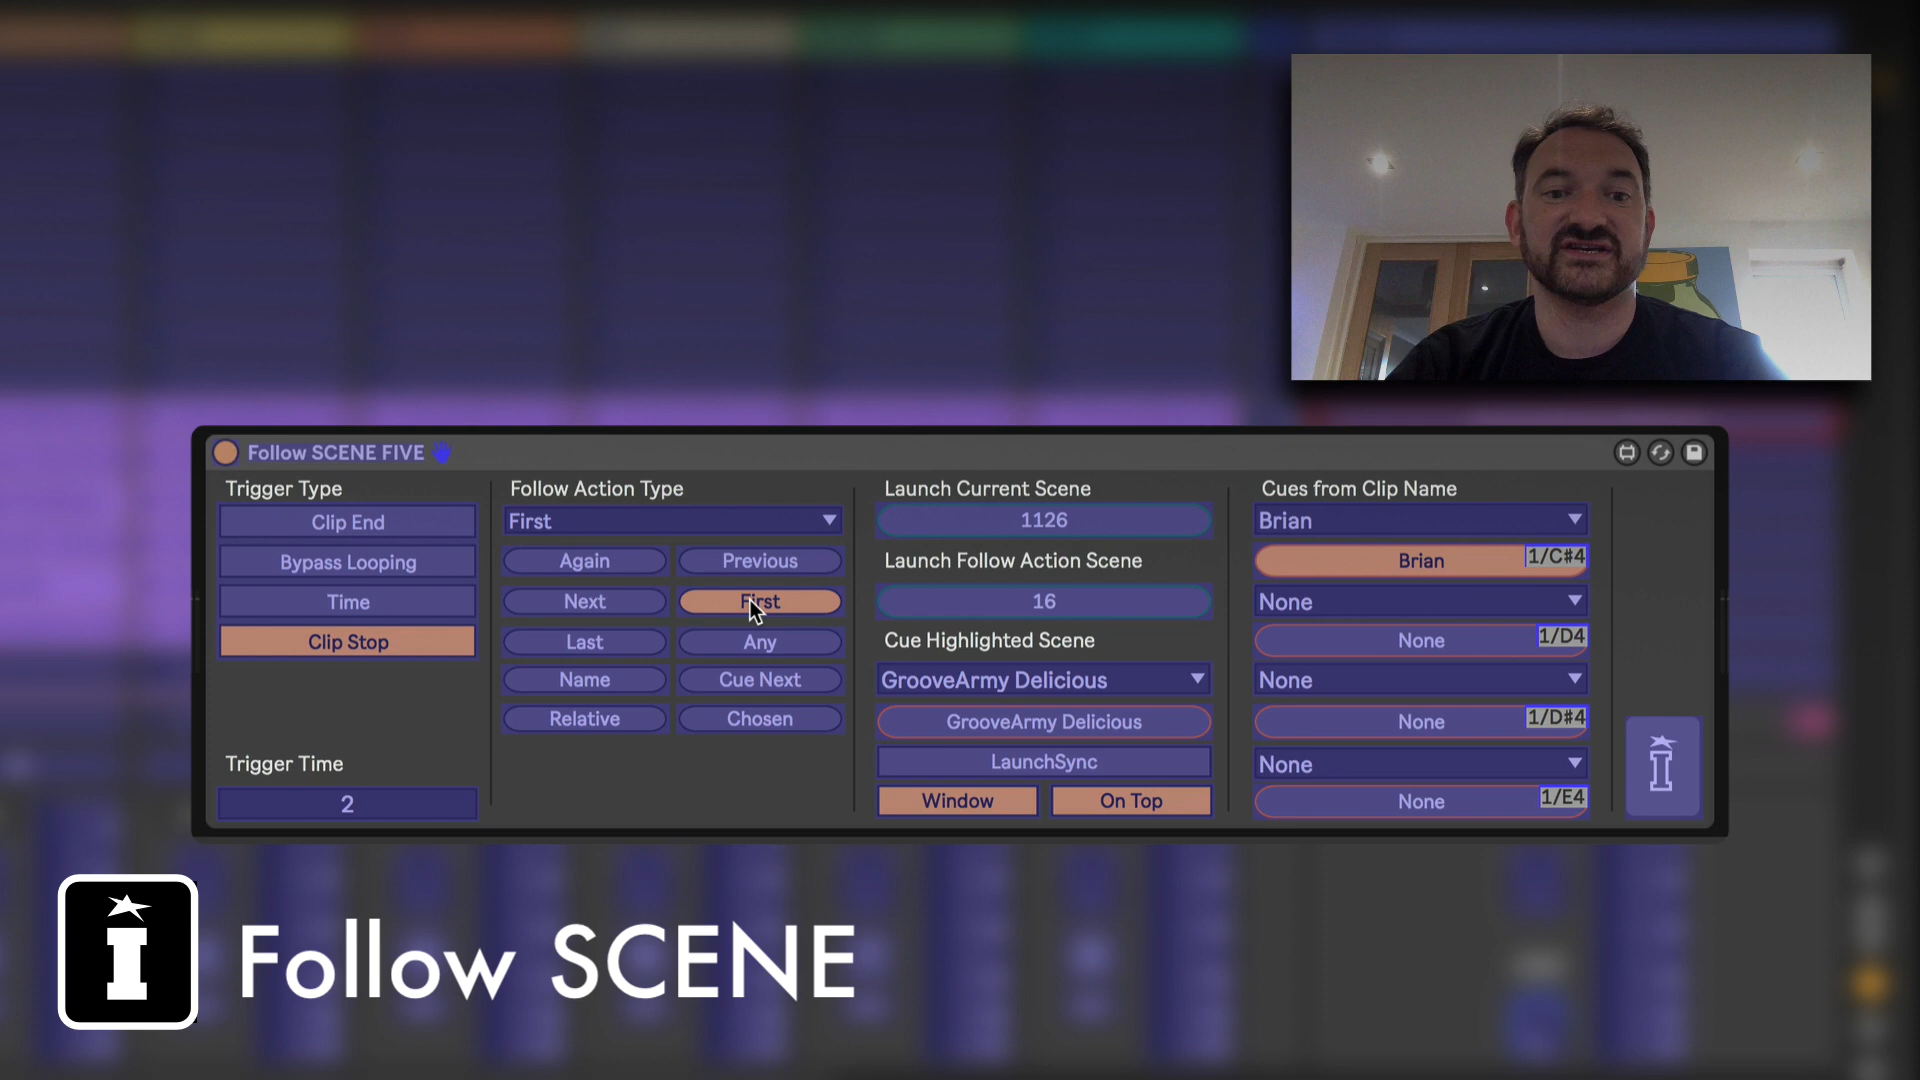 Follow SCENE FIVE
Trigger Type
Clip End
Bypass Looping
Time
Clip Stop
Trigger Time
2
Follow Action Type
First
Again
Previous
Next
First
Last
Any
Name
Cue Next
Relative
Chosen
Launch Current Scene
1126
Launch Follow Action Scene
16
Cue Highlighted Scene
GrooveArmy Delicious
GrooveArmy Delicious
LaunchSync
Window
On Top
Cues from Clip Name
Brian
Brian
1/C#4
None
None
1/D4
None
None
1/D#4
None
None
1/E4
Follow SCENE